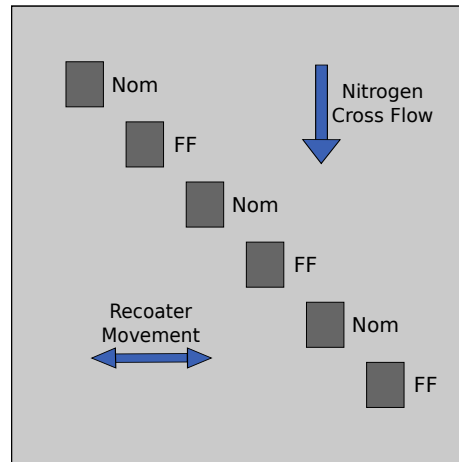 Nom
Nitrogen
Cross Flow
FF
Nom
FF
Recoater
Movement
Nom
FF